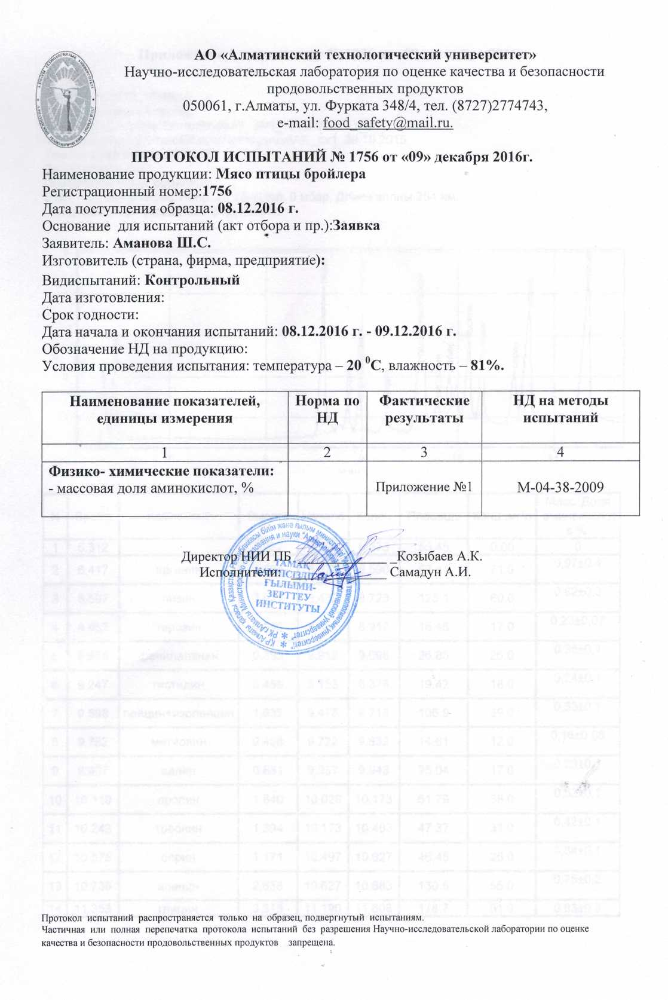 АО «Алматинский технологический университет»
Научно-исследовательская лаборатория по оценке качества и безопасности
продовольственных продуктов
050061, г.Алматы, ул. Фурката 348/4, тел. (8727)2774743,
e-mail: food_safety@mail.ru.
ПРОТОКОЛ ИСПЫТАНИЙ № 1756 от «09» декабря 2016г.
Наименование продукции: Мясо птицы бройлера
Регистрационный номер:1756
Дата поступления образца: 08.12.2016 г.
Основание для испытаний (акт отбора и пр.):Заявка
Заявитель: Аманова Ш.С.
Изготовитель (страна, фирма, предприятие):
Видиспытаний: Контрольный
Дата изготовления:
Срок годности:
Дата начала и окончания испытаний: 08.12.2016 г. - 09.12.2016 г.
Обозначение НД на продукцию:
Условия проведения испытания: температура – 20 ⁰С, влажность – 81%.
Наименование показателей, единицы измерения Норма по НД Фактические результаты НД на методы испытаний
1 2 3 4
Физико- химические показатели:
- массовая доля аминокислот, % Приложение №1 М-04-38-2009
Директор НИИ ПБ ____________ _Козыбаев А.К.
Исполнители: ____________ Самадун А.И.
ТАМАҚ
ҚАУІПСІЗДІГІ
ҒЫЛЫМИ-
ЗЕРТТЕУ
ИНСТИТУТЫ
Протокол испытаний распространяется только на образец, подвергнутый испытаниям.
Частичная или полная перепечатка протокола испытаний без разрешения Научно-исследовательской лаборатории по оценке
качества и безопасности продовольственных продуктов запрещена.